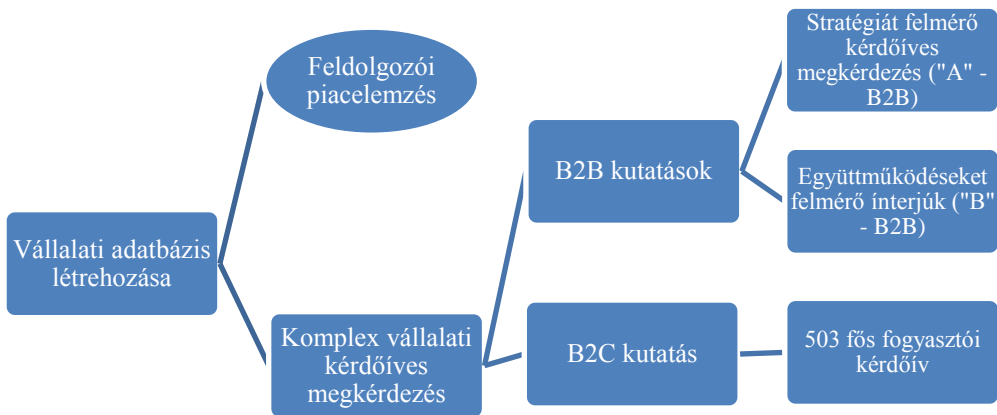 Vállalati adatbázis
létrehozása
Feldolgozói
piacelemzés
Komplex vállalati
kérdőíves
megkérdezés
B2B kutatások
B2C kutatás
Stratégiát felmérő
kérdőíves
megkérdezés ("A" -
B2B)
Együttműködéseket
felmérő ínterjúk ("B"
- B2B)
503 fős fogyasztói
kérdőív